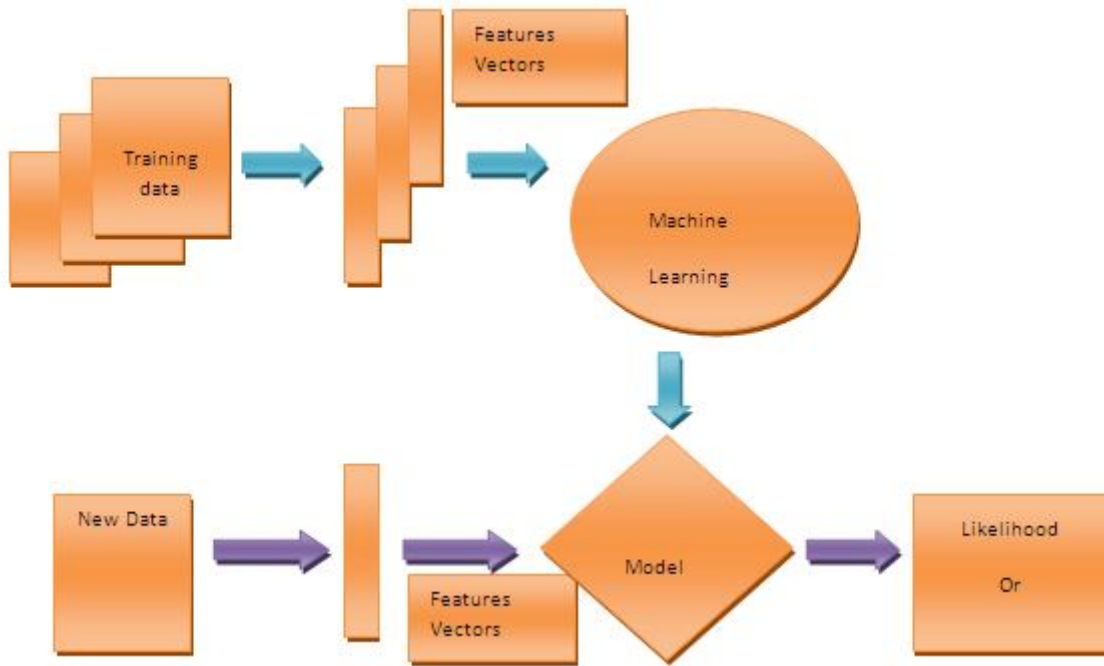 Features
Vectors
Training
data
Machine
Learning
New Data
Features
Vectors
Model
Likelihood
Or